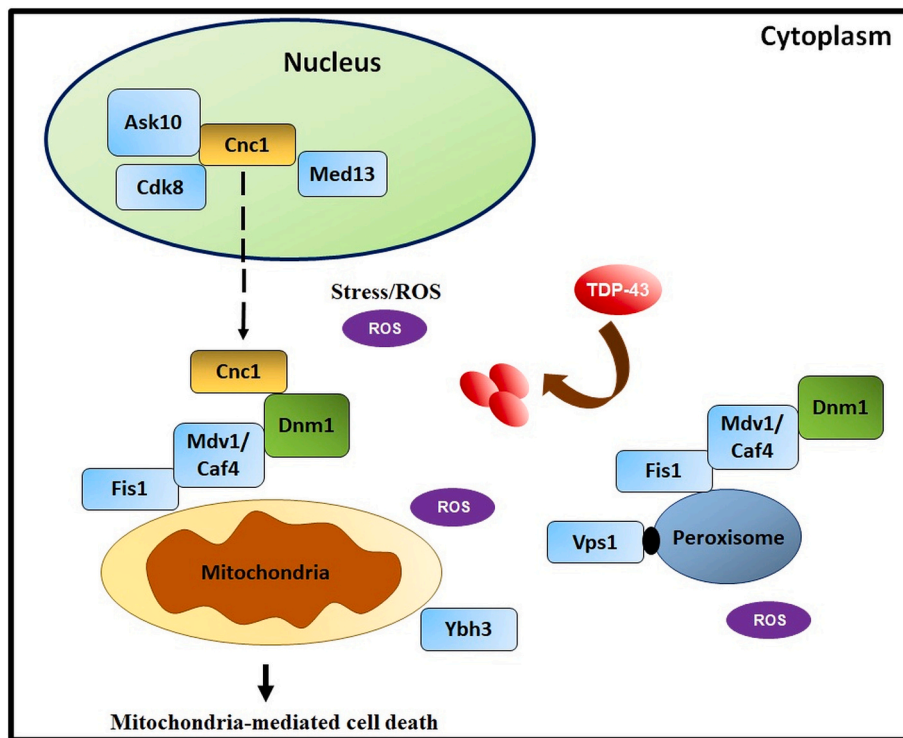 Cytoplasm
Nucleus
Ask10
Cnc1
Cdk8
Med13
Stress/ROS
ROS
TDP-43
Cnc1
Dnm1
Mdv1/
Caf4
Fis1
Dnm1
Mdv1/
Caf4
Fis1
ROS
Vps1
Peroxisome
Mitochondria
ROS
Ybh3
Mitochondria-mediated cell death